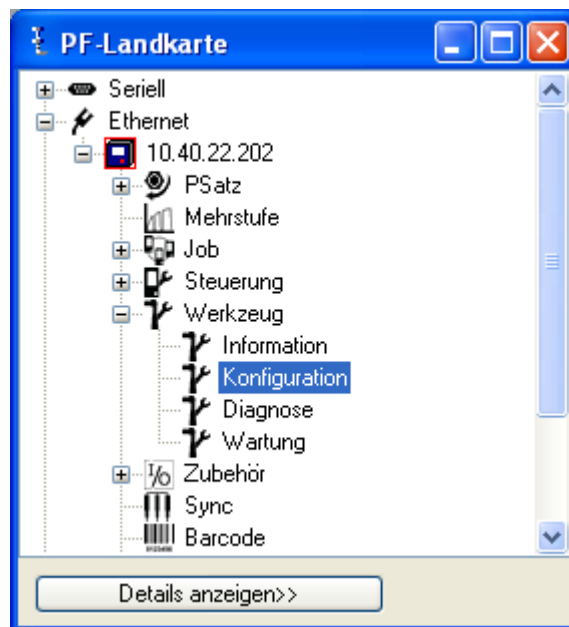 PF-Landkarte
Seriell
Ethernet
10.40.22.202
PSatz
Mehrstufe
Job
Steuerung
Werkzeug
Information
Konfiguration
Diagnose
Wartung
I/O Zubehör
Sync
Barcode
Details anzeigen>>